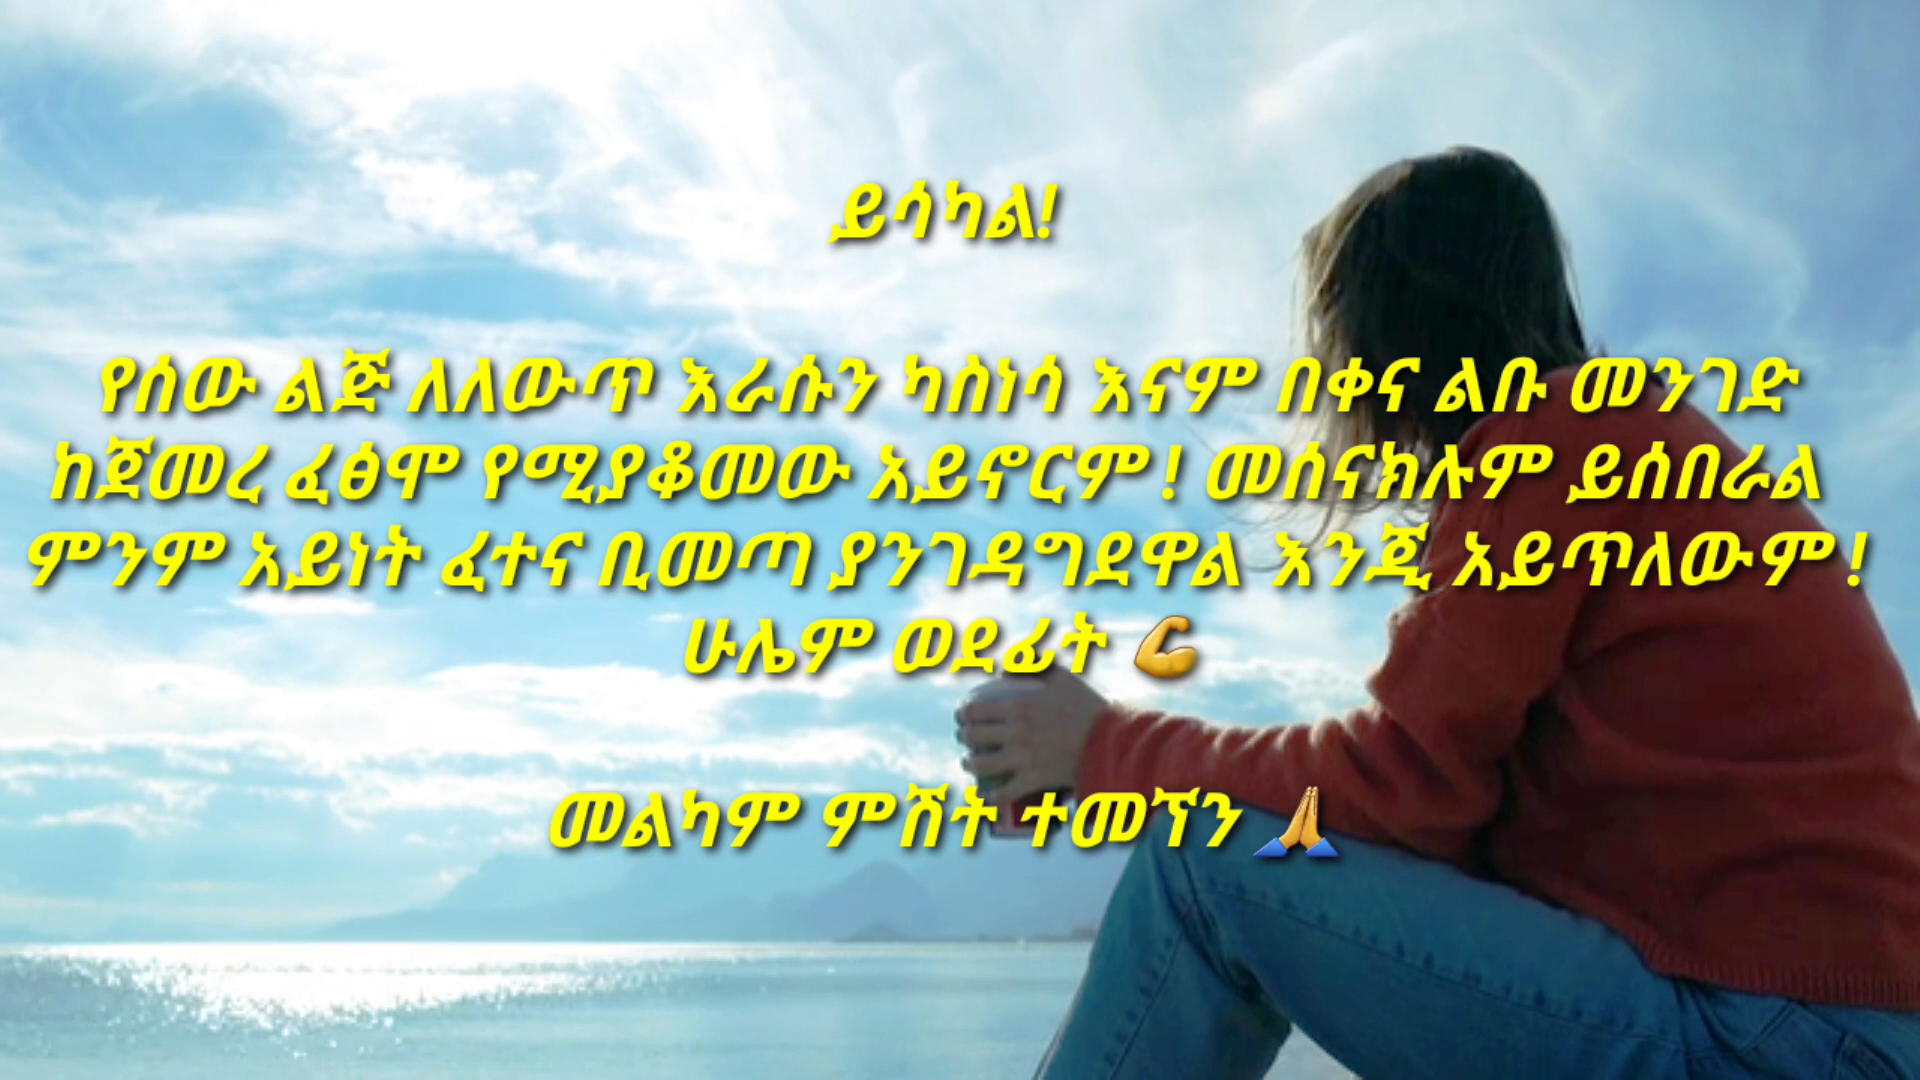 ይሳካል!
የሰው ልጅ ለለውጥ እራሱን ካስነሳ እናም በቀና ልቡ መንገድ
ከጀመረ ፈፅሞ የሚያቆመው አይኖርም! መሰናክሉም ይሰበራል
ምንም አይነት ፈተና ቢመጣ ያንገዳግደዋል እንጂ አይጥለውም!
ሁሌም ወደፊት 💪
መልካም ምሽት ተመኘን 🙏